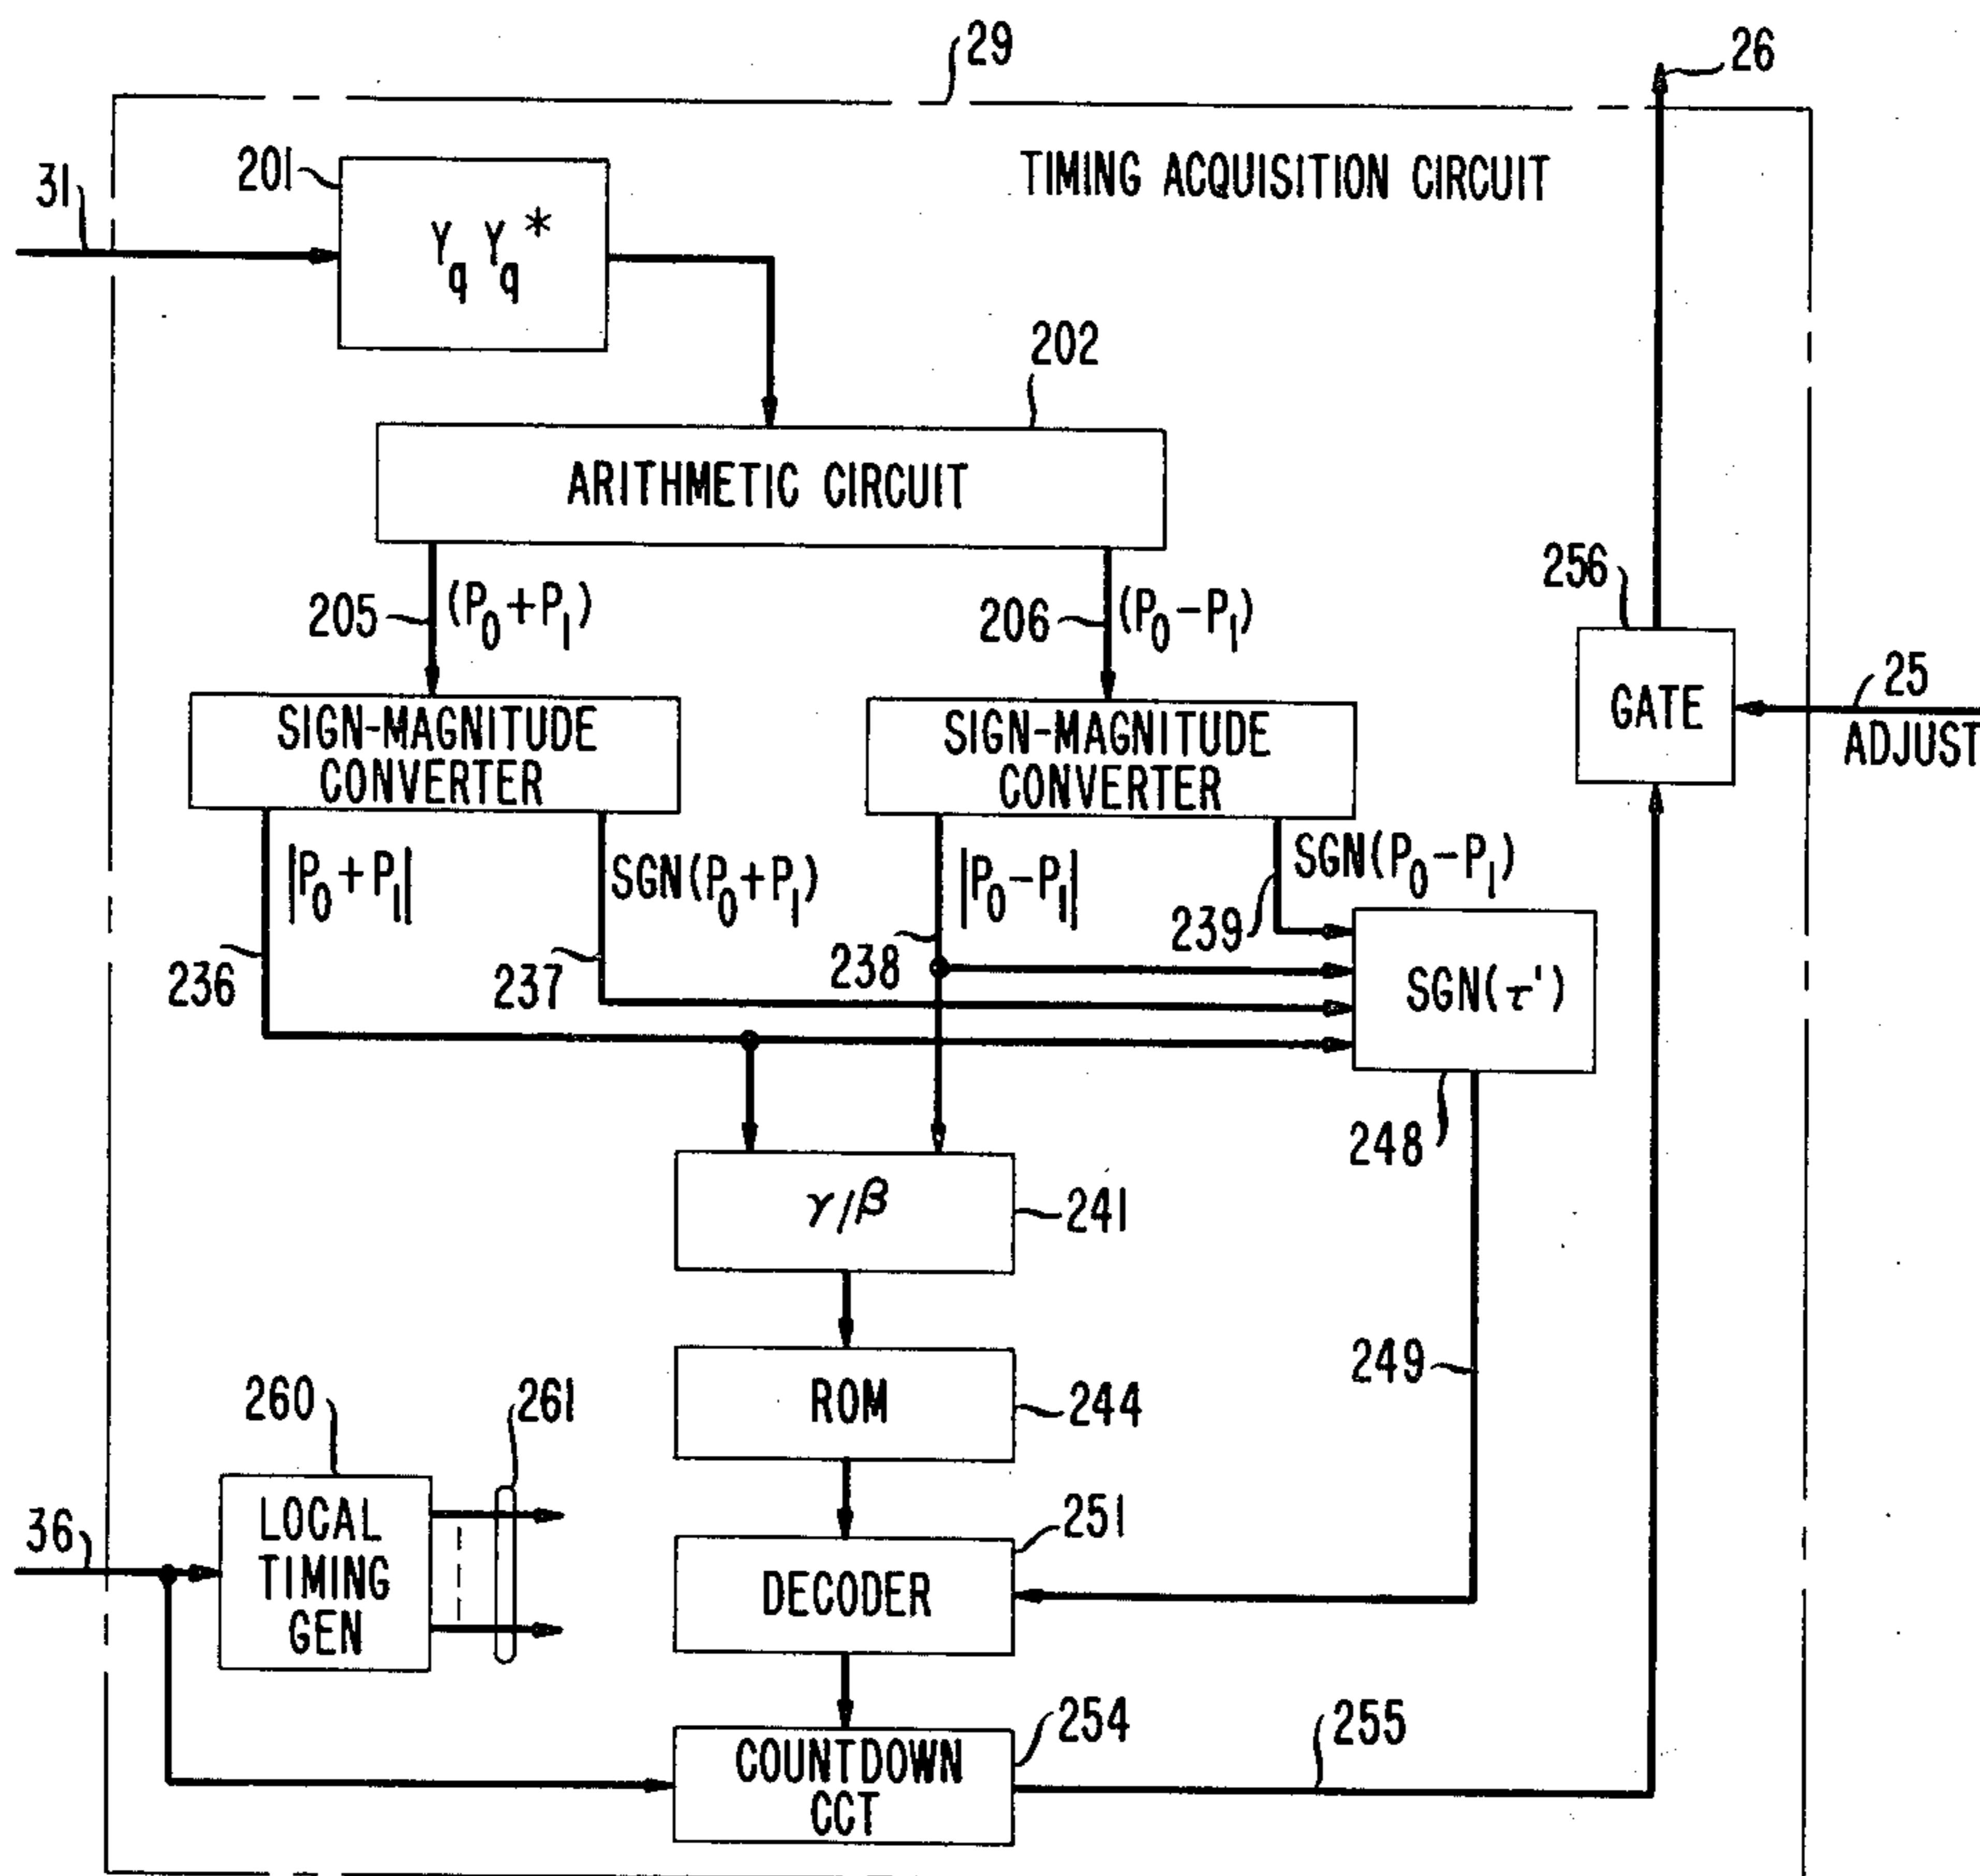 29
26
TIMING ACQUISITION CIRCUIT
31
201
Yq Yq*
202
ARITHMETIC CIRCUIT
205
(P0+P1)
206
(P0-P1)
256
GATE
25
ADJUST
SIGN-MAGNITUDE
CONVERTER
SIGN-MAGNITUDE
CONVERTER
|P0+P1|
SGN(P0+P1)
|P0-P1|
SGN(P0-P1)
236
237
238
239
SGN(τ')
248
γ/β
241
249
ROM
244
260
261
36
LOCAL
TIMING
GEN
251
DECODER
254
COUNTDOWN
CCT
255